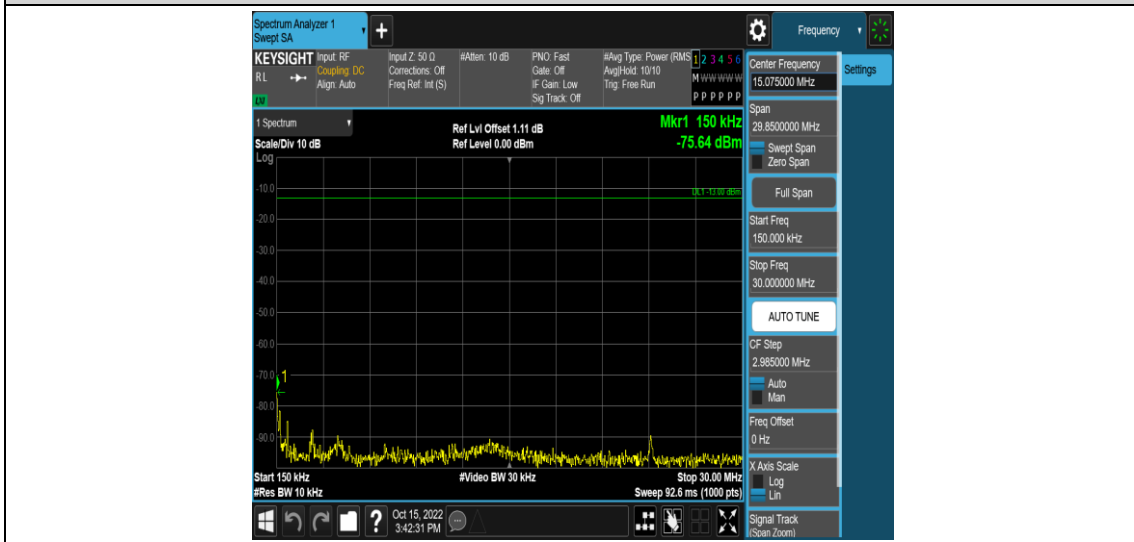 Spectrum Analyzer 1
Swept SA
+
Frequency
KEYSIGHT
RL
LXI
Input: RF
Coupling: DC
Align: Auto
Input Z: 50 Ω
Corrections: Off
Freq Ref: Int (S)
#Atten: 10 dB
PNO: Fast
Gate: Off
IF Gain: Low
Sig Track: Off
#Avg Type: Power (RMS
Avg|Hold: 10/10
Trig: Free Run
1 2 3 4 5 6
M W W W W W
P P P P P P
1 Spectrum
Scale/Div 10 dB
Ref Lvl Offset 1.11 dB
Ref Level 0.00 dBm
Mkr1 150 kHz
-75.64 dBm
Log
DL1 -13.00 dBm
-10.0
-20.0
-30.0
-40.0
-50.0
-60.0
-70.0
1
-80.0
-90.0
Start 150 kHz
#Video BW 30 kHz
Stop 30.00 MHz
#Res BW 10 kHz
Sweep 92.6 ms (1000 pts)
?
Oct 15, 2022
3:42:31 PM
Center Frequency
15.075000 MHz
Settings
Span
29.8500000 MHz
Swept Span
Zero Span
Full Span
Start Freq
150.000 kHz
Stop Freq
30.000000 MHz
AUTO TUNE
CF Step
2.985000 MHz
Auto
Man
Freq Offset
0 Hz
X Axis Scale
Log
Lin
Signal Track
(Span Zoom)